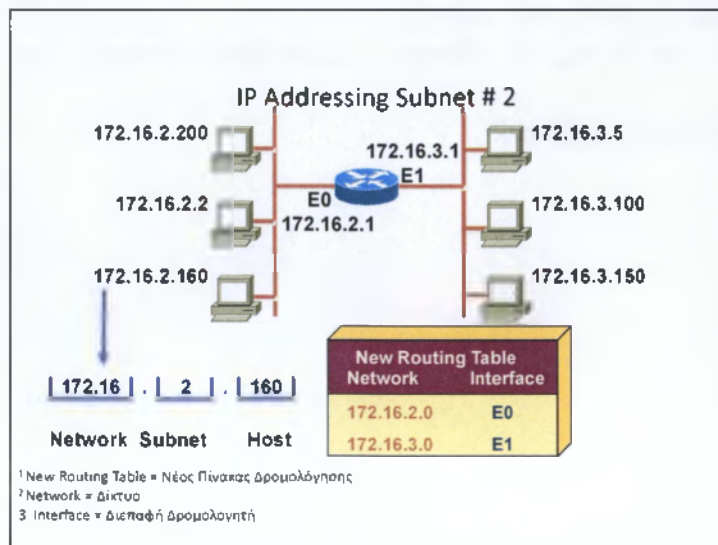 IP Addressing Subnet # 2
172.16.2.200
172.16.3.5
172.16.3.1
E1
172.16.2.2
E0
172.16.3.100
172.16.2.1
172.16.2.160
172.16.3.150
New Routing Table
Network Interface
172.16.2.0 E0
172.16.3.0 E1
| 172.16 | . | 2 | . | 160 |
Network Subnet Host
1 New Routing Table = Νέος Πίνακας Δρομολόγησης
2 Network = Δίκτυο
3 Interface = Διεπαφή Δρομολογητή